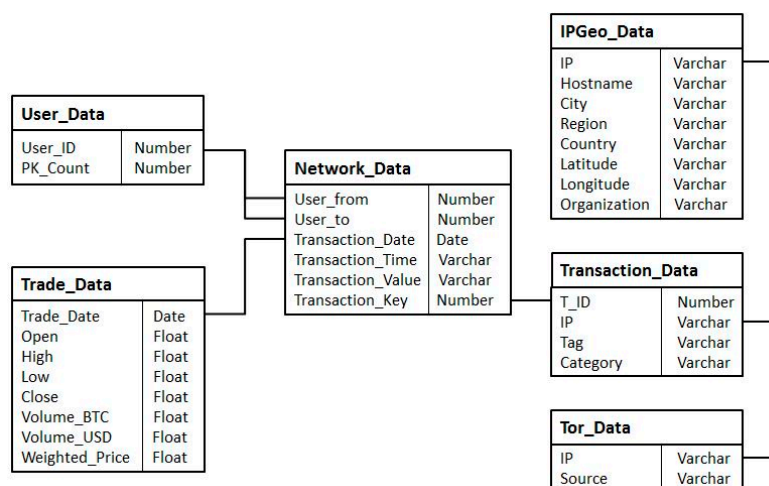 User_Data
User_ID Number
PK_Count Number
Trade_Data
Trade_Date Date
Open Float
High Float
Low Float
Close Float
Volume_BTC Float
Volume_USD Float
Weighted_Price Float
Network_Data
User_from Number
User_to Number
Transaction_Date Date
Transaction_Time Varchar
Transaction_Value Varchar
Transaction_Key Number
IPGeo_Data
IP Varchar
Hostname Varchar
City Varchar
Region Varchar
Country Varchar
Latitude Varchar
Longitude Varchar
Organization Varchar
Transaction_Data
T_ID Number
IP Varchar
Tag Varchar
Category Varchar
Tor_Data
IP Varchar
Source Varchar